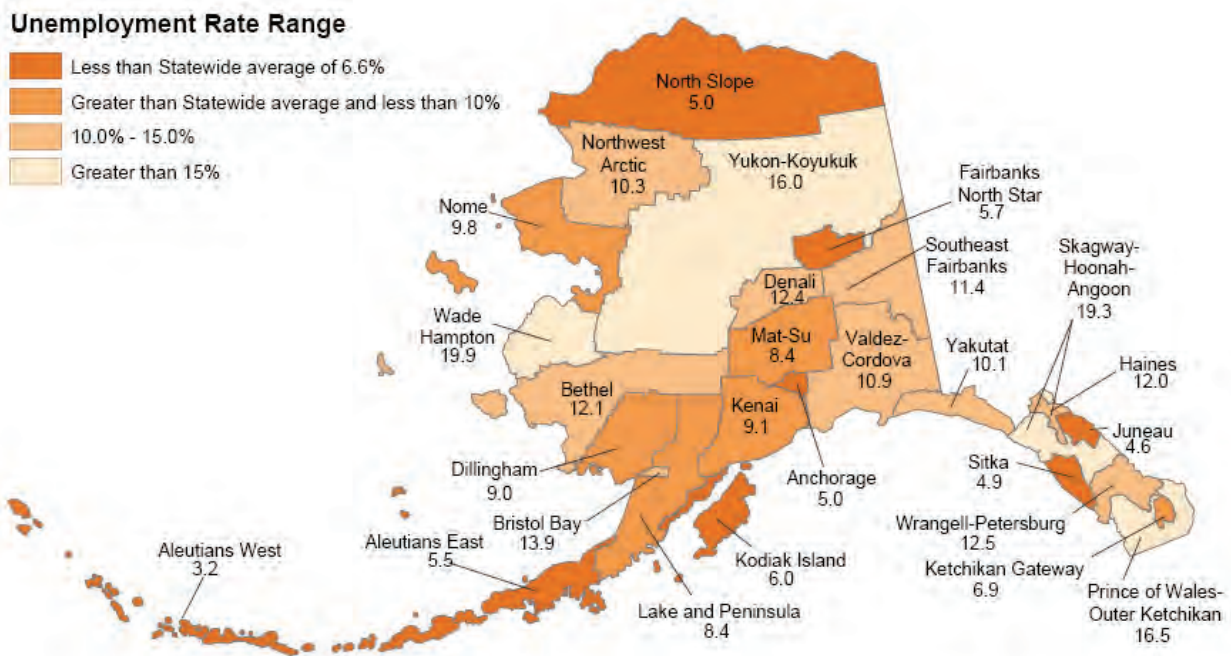 Unemployment Rate Range
Less than Statewide average of 6.6%
Greater than Statewide average and less than 10%
10.0% - 15.0%
Greater than 15%
North Slope
5.0
Northwest
Arctic
10.3
Yukon-Koyukuk
16.0
Fairbanks
North Star
5.7
Nome
9.8
Southeast
Fairbanks
11.4
Skagway-
Hoonah-
Angoon
19.3
Denali
12.4
Wade
Hampton
19.9
Mat-Su
8.4
Valdez-
Cordova
10.9
Yakutat
10.1
Haines
12.0
Bethel
12.1
Kenai
9.1
Juneau
4.6
Dillingham
9.0
Anchorage
5.0
Sitka
4.9
Bristol Bay
13.9
Wrangell-Petersburg
12.5
Aleutians West
3.2
Aleutians East
5.5
Kodiak Island
6.0
Ketchikan Gateway
6.9
Lake and Peninsula
8.4
Prince of Wales-
Outer Ketchikan
16.5